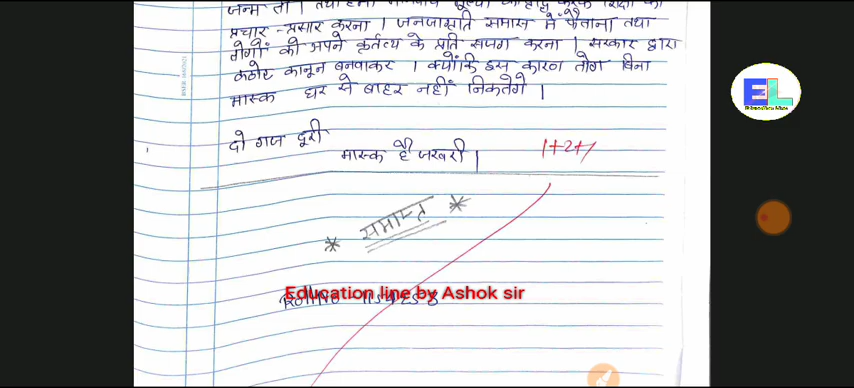 प्रचार-प्रसार करना। जनजागृति समाज में फैलाना तथा
लोगों को अपने कर्तव्य के प्रति सजग करना। सरकार द्वारा
कठोर कानून बनवाकर । क्योंकि इस कारण लोग बिना
मास्क घर से बाहर नहीं निकलेगे।
दो गज दूरी
मास्क है जरूरी।
1+2+1
* समाप्त *
Education line by Ashok sir
EL